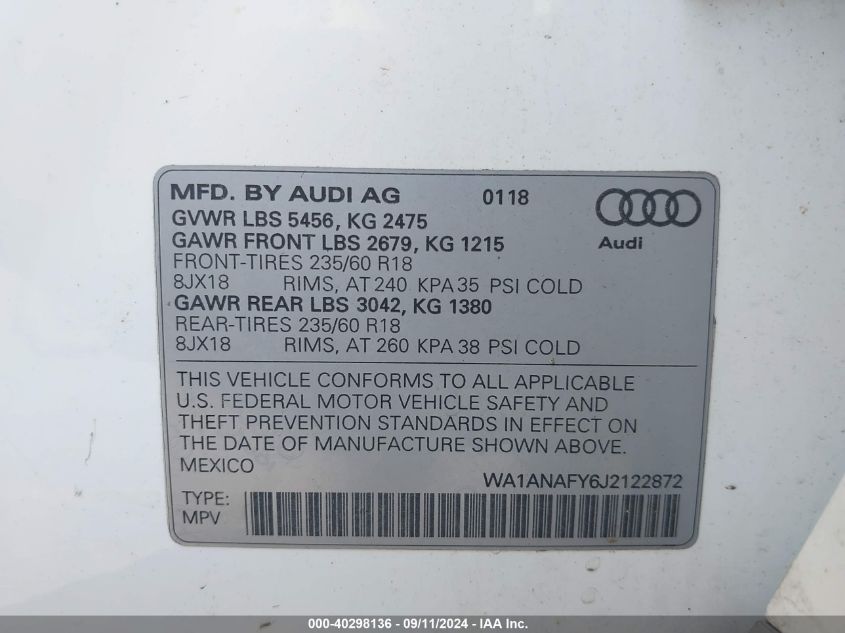 MFD. BY AUDI AG 0118
GVWR LBS 5456, KG 2475
GAWR FRONT LBS 2679, KG 1215
Audi
FRONT-TIRES 235/60 R18
8JX18 RIMS, AT 240 KPA 35 PSI COLD
GAWR REAR LBS 3042, KG 1380
REAR-TIRES 235/60 R18
8JX18 RIMS, AT 260 KPA 38 PSI COLD
THIS VEHICLE CONFORMS TO ALL APPLICABLE
U.S. FEDERAL MOTOR VEHICLE SAFETY AND
THEFT PREVENTION STANDARDS IN EFFECT ON
THE DATE OF MANUFACTURE SHOWN ABOVE.
MEXICO
WA1ANAFY6J2122872
TYPE:
MPV
000-40298136 - 09/11/2024 - IAA Inc.